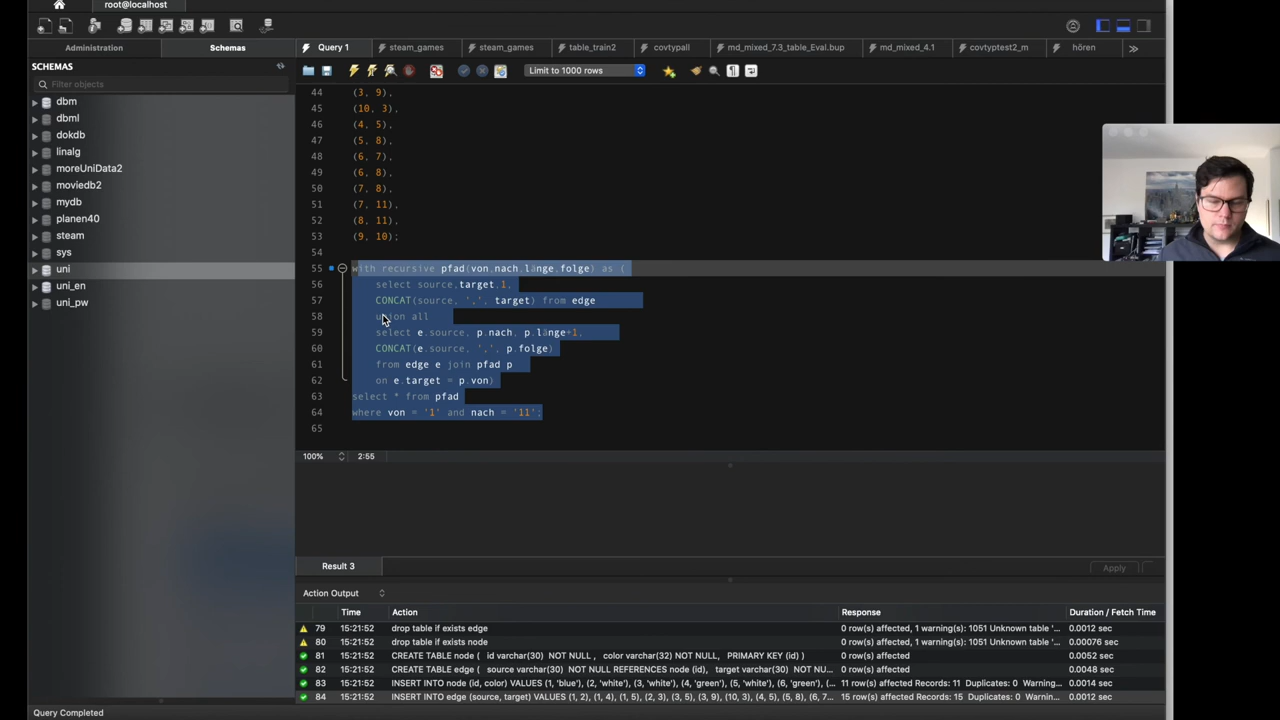 root@localhost
Administration
Schemas
Query 1
steam_games
steam_games
table_train2
covtypall
md_mixed_7.3_table_Eval.bup
md_mixed_4.1
covtyptest2_m
hören
SCHEMAS
Filter objects
Limit to 1000 rows
dbm
dbml
dokdb
linalg
moreUniData2
moviedb2
mydb
planen40
steam
sys
uni
uni_en
uni_pw
44 (3, 9),
45 (10, 3),
46 (4, 5),
47 (5, 8),
48 (6, 7),
49 (6, 8),
50 (7, 8),
51 (7, 11),
52 (8, 11),
53 (9, 10);
54
55 with recursive pfad(von,nach,länge,folge) as (
56 select source,target,1,
57 CONCAT(source, ',', target) from edge
58 union all
59 select e.source, p.nach, p.länge+1,
60 CONCAT(e.source, ',', p.folge)
61 from edge e join pfad p
62 on e.target = p.von)
63 select * from pfad
64 where von = '1' and nach = '11';
65
100% 2:55
Result 3
Apply
Action Output
Time Action Response Duration / Fetch Time
79 15:21:52 drop table if exists edge 0 row(s) affected, 1 warning(s): 1051 Unknown table '... 0.0012 sec
80 15:21:52 drop table if exists node 0 row(s) affected, 1 warning(s): 1051 Unknown table '... 0.00076 sec
81 15:21:52 CREATE TABLE node ( id varchar(30) NOT NULL , color varchar(32) NOT NULL, PRIMARY KEY (id) ) 0 row(s) affected 0.0052 sec
82 15:21:52 CREATE TABLE edge ( source varchar(30) NOT NULL REFERENCES node (id), target varchar(30) NOT NU... 0 row(s) affected 0.0048 sec
83 15:21:52 INSERT INTO node (id, color) VALUES (1, 'blue'), (2, 'white'), (3, 'white'), (4, 'green'), (5, 'white'), (6, 'green'), (... 11 row(s) affected Records: 11 Duplicates: 0 Warnin... 0.0014 sec
84 15:21:52 INSERT INTO edge (source, target) VALUES (1, 2), (1, 4), (1, 5), (2, 3), (3, 5), (3, 9), (10, 3), (4, 5), (5, 8), (6, 7... 15 row(s) affected Records: 15 Duplicates: 0 Warnin... 0.0012 sec
Query Completed